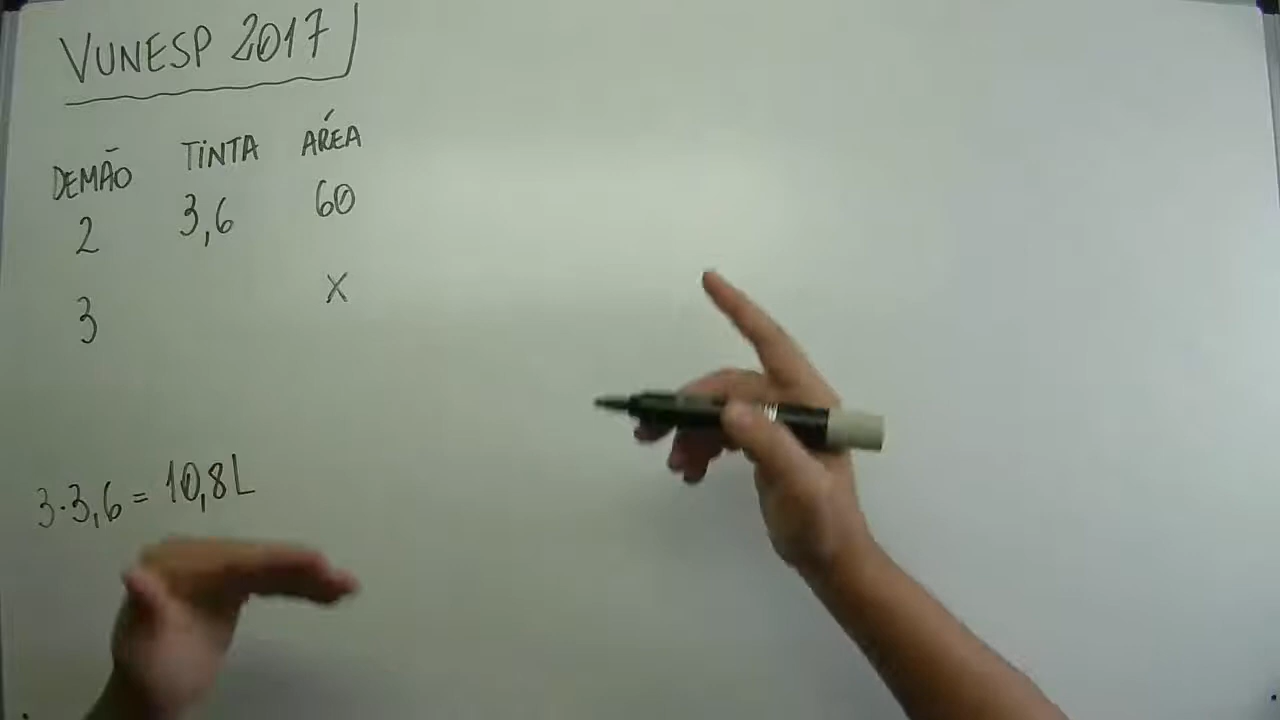 VUNESP 2017
DEMÃO TINTA ÁREA
2 3,6 60
3 X
3·3,6 = 10,8L